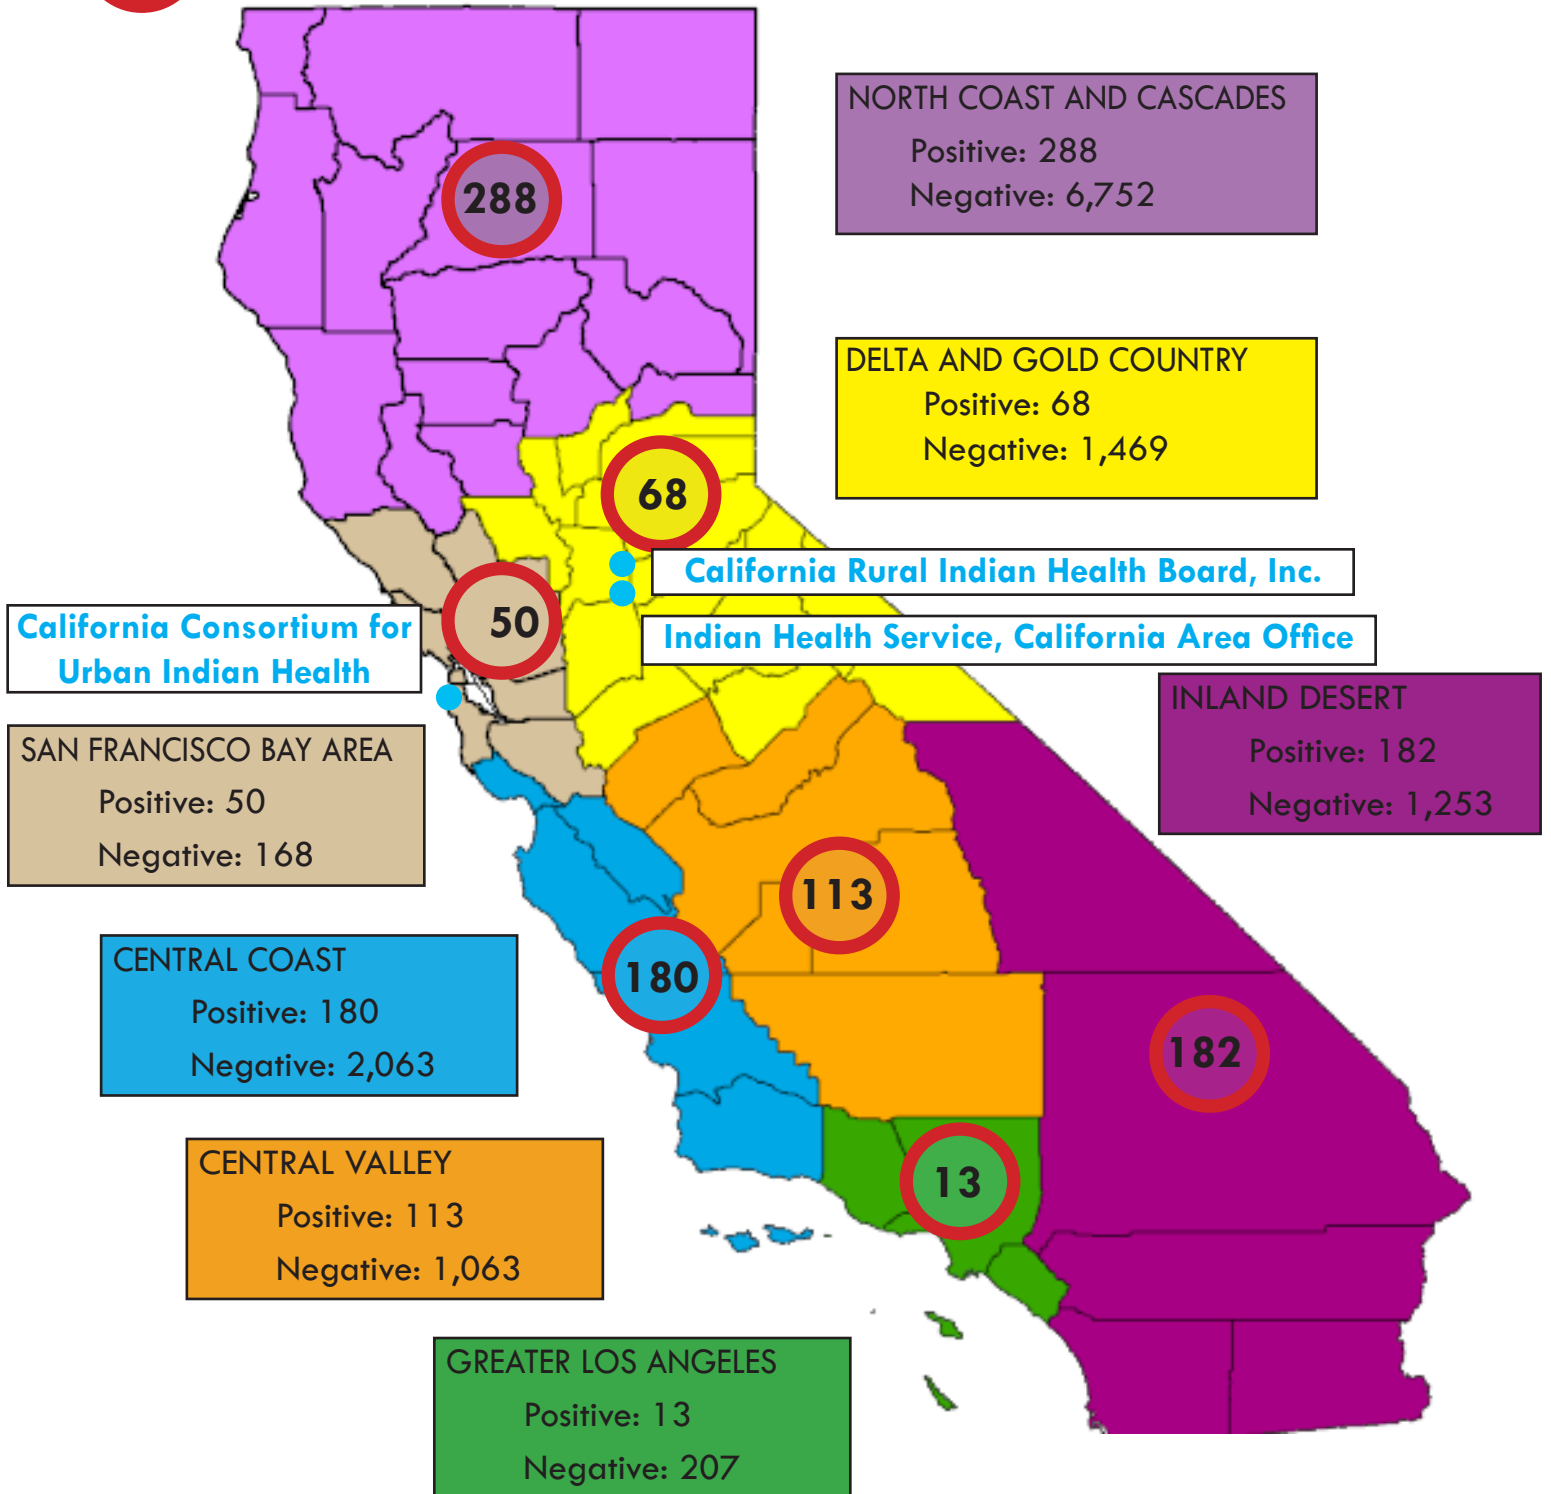 NORTH COAST AND CASCADES
Positive: 288
Negative: 6,752
288
DELTA AND GOLD COUNTRY
Positive: 68
Negative: 1,469
68
California Rural Indian Health Board, Inc.
50
California Consortium for
Urban Indian Health
Indian Health Service, California Area Office
INLAND DESERT
Positive: 182
Negative: 1,253
SAN FRANCISCO BAY AREA
Positive: 50
Negative: 168
113
CENTRAL COAST
Positive: 180
Negative: 2,063
180
182
CENTRAL VALLEY
Positive: 113
Negative: 1,063
13
GREATER LOS ANGELES
Positive: 13
Negative: 207